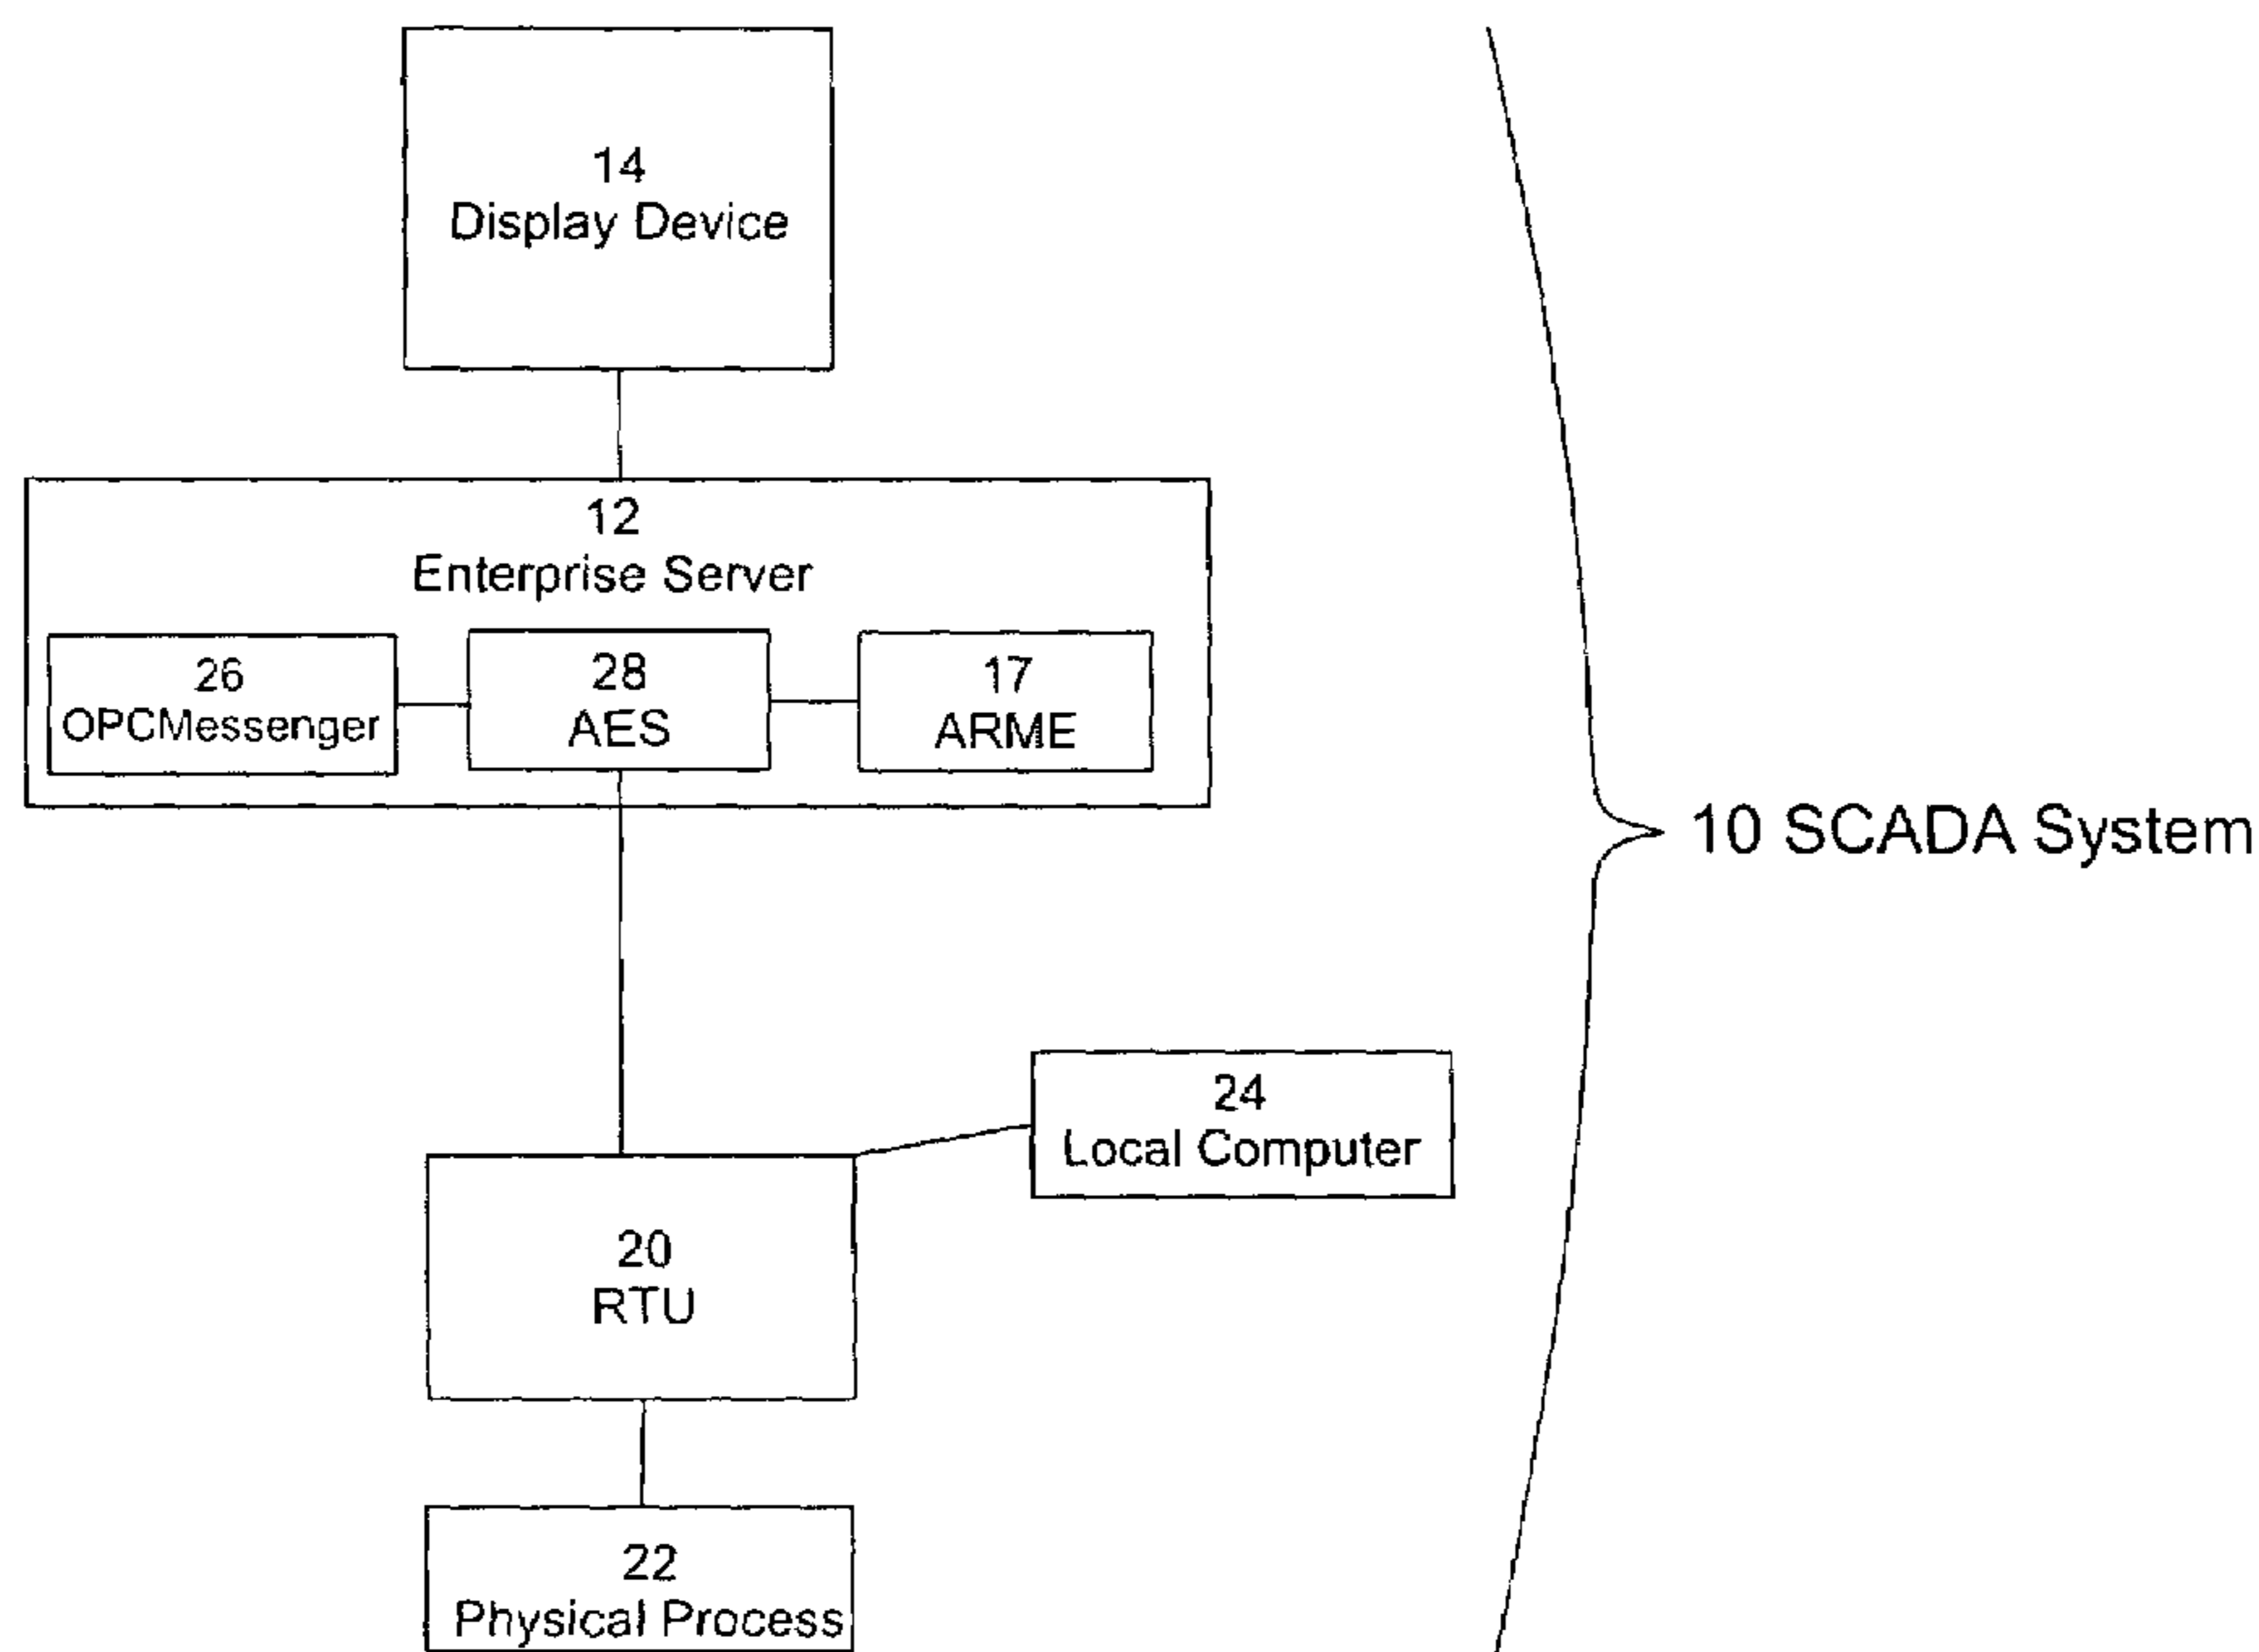 14
Display Device
12
Enterprise Server
26
OPCMessenger
28
AES
17
ARME
10 SCADA System
24
Local Computer
20
RTU
22
Physical Process